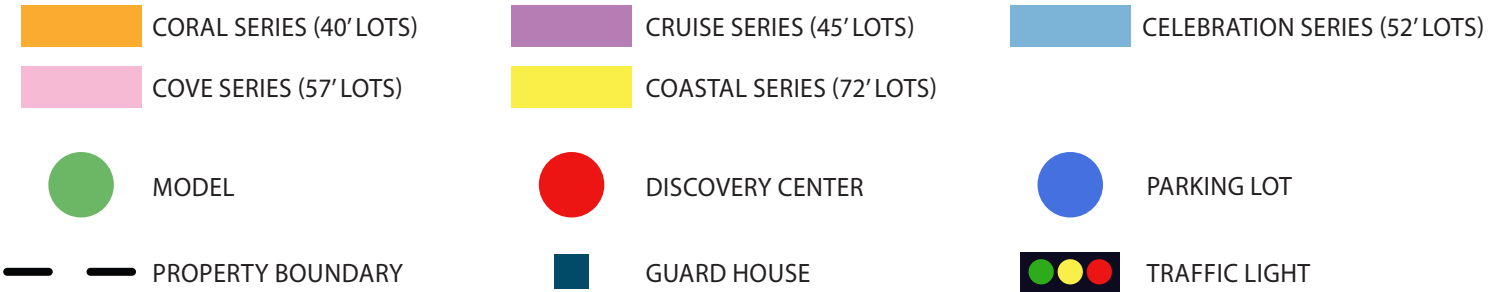 CORAL SERIES (40' LOTS)
CRUISE SERIES (45' LOTS)
CELEBRATION SERIES (52' LOTS)
COVE SERIES (57' LOTS)
COASTAL SERIES (72' LOTS)
MODEL
DISCOVERY CENTER
PARKING LOT
PROPERTY BOUNDARY
GUARD HOUSE
TRAFFIC LIGHT